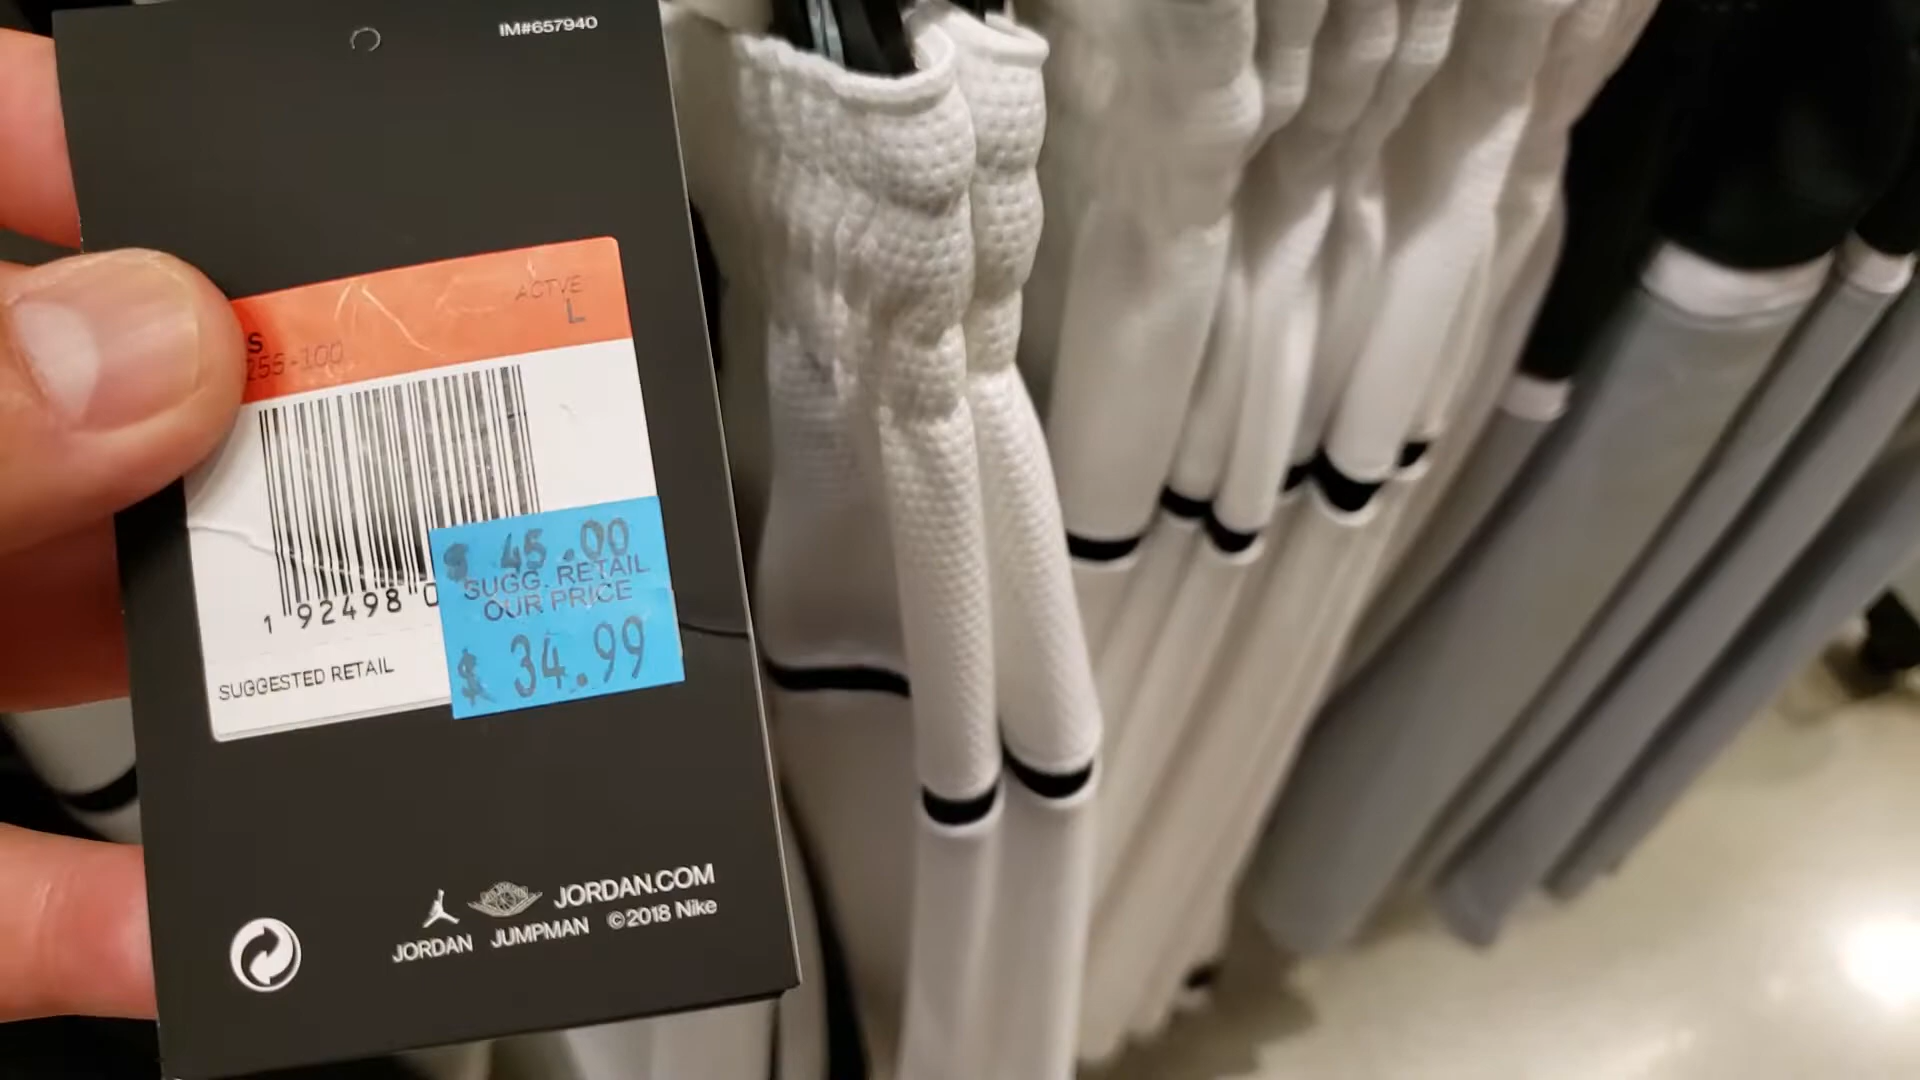 IM#657940
ACTVE
L
S
255-100
1 92498 0
$ 45.00
SUGG. RETAIL
OUR PRICE
$ 34.99
SUGGESTED RETAIL
JORDAN.COM
JORDAN JUMPMAN ©2018 Nike